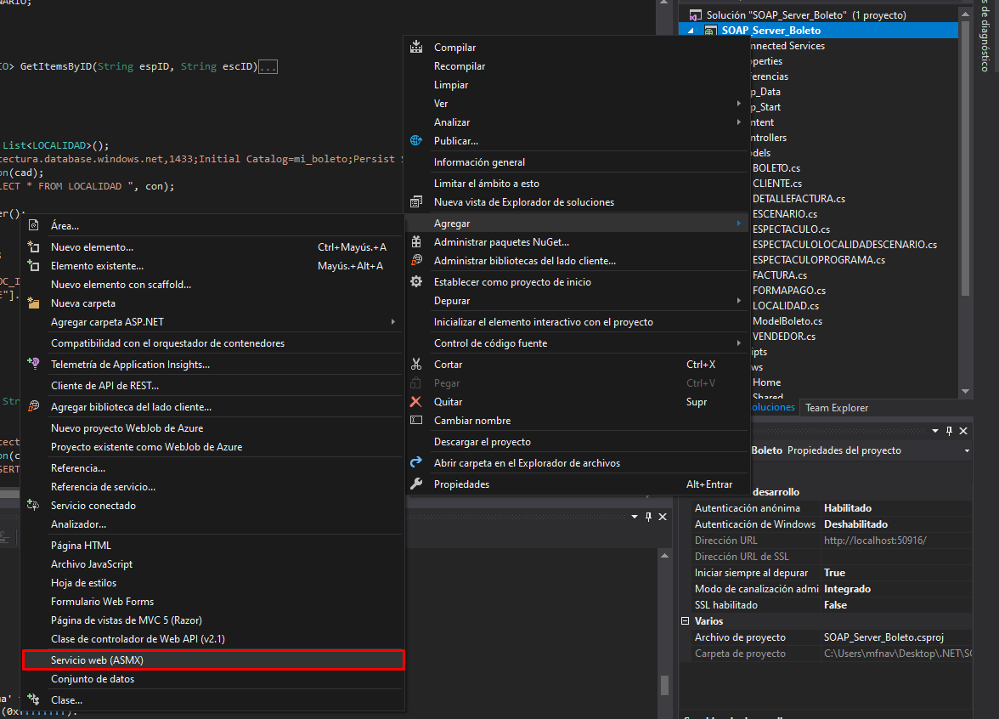 NARIO;
IO> GetItemsByID(String espID, String escID)...
List<LOCALIDAD>();
tectura.database.windows.net,1433;Initial Catalog=mi_boleto;Persist S
on(cad);
LECT * FROM LOCALIDAD ", con);
er();
OC_I
E"].
Str
tectu
on(c
SERT
Área...
Nuevo elemento... Ctrl+Mayús.+A
Elemento existente... Mayús.+Alt+A
Nuevo elemento con scaffold...
Nueva carpeta
Agregar carpeta ASP.NET
Compatibilidad con el orquestador de contenedores
Telemetría de Application Insights...
Cliente de API de REST...
Agregar biblioteca del lado cliente...
Nuevo proyecto WebJob de Azure
Proyecto existente como WebJob de Azure
Referencia...
Referencia de servicio...
Servicio conectado
Analizador...
Página HTML
Archivo JavaScript
Hoja de estilos
Formulario Web Forms
Página de vistas de MVC 5 (Razor)
Clase de controlador de Web API (v2.1)
Servicio web (ASMX)
Conjunto de datos
Clase...
Compilar
Recompilar
Limpiar
Ver
Analizar
Publicar...
Información general
Limitar el ámbito a esto
Nueva vista de Explorador de soluciones
Agregar
Administrar paquetes NuGet...
Administrar bibliotecas del lado cliente...
Establecer como proyecto de inicio
Depurar
Inicializar el elemento interactivo con el proyecto
Control de código fuente
Cortar Ctrl+X
Pegar Ctrl+V
Quitar Supr
Cambiar nombre
Descargar el proyecto
Abrir carpeta en el Explorador de archivos
Propiedades Alt+Entrar
Solución "SOAP_Server_Boleto" (1 proyecto)
SOAP_Server_Boleto
nnected Services
operties
ferencias
p_Data
p_Start
ntent
ntrollers
odels
BOLETO.cs
CLIENTE.cs
DETALLEFACTURA.cs
ESCENARIO.cs
ESPECTACULO.cs
ESPECTACULOLOCALIDADESCENARIO.cs
ESPECTACULOPROGRAMA.cs
FACTURA.cs
FORMAPAGO.cs
LOCALIDAD.cs
ModelBoleto.cs
VENDEDOR.cs
ipts
ws
Home
Shared
oluciones Team Explorer
Boleto Propiedades del proyecto
desarrollo
Autenticación anónima Habilitado
Autenticación de Windows Deshabilitado
Dirección URL http://localhost:50916/
Dirección URL de SSL
Iniciar siempre al depurar True
Modo de canalización admi Integrado
SSL habilitado False
Varios
Archivo de proyecto SOAP_Server_Boleto.csproj
Carpeta de proyecto C:\Users\mfnav\Desktop\.NET\SO
s de diagnóstico